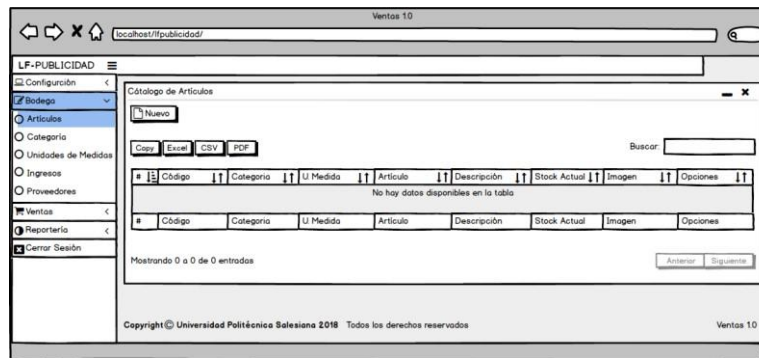 Ventas 1.0
localhost/lfpublicidad/
LF-PUBLICIDAD
Configurción
Bodega
Articulos
Categoría
Unidades de Medidas
Ingresos
Proveedores
Ventas
Reportería
Cerrar Sesión
Cátalogo de Artículos
Nuevo
Copy Excel CSV PDF
Buscar:
# Código Categoria U Medida Artículo Descripción Stock Actual Imagen Opciones
No hay datos disponibles en la tabla
# Código Categoria U Medida Artículo Descripción Stock Actual Imagen Opciones
Mostrando 0 a 0 de 0 entradas
Anterior Siguiente
Copyright © Universidad Politécnica Salesiana 2018 Todos los derechos reservados
Ventas 1.0